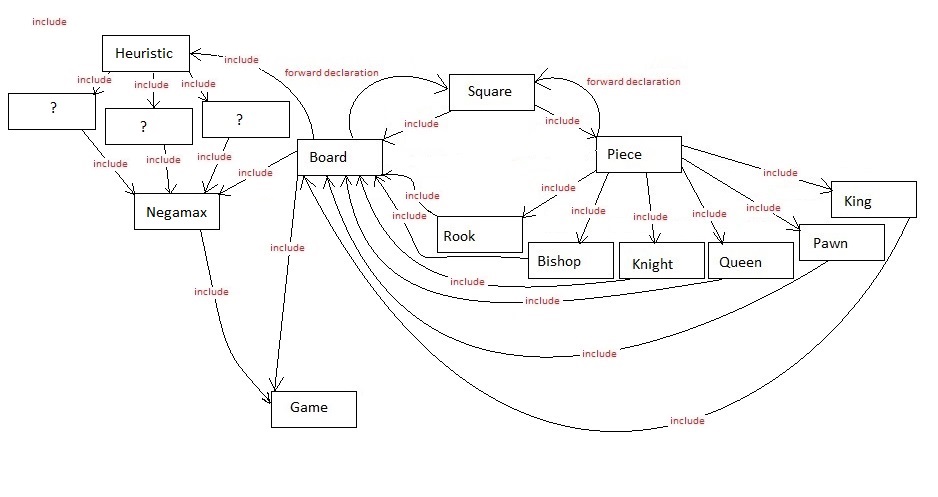 include
Heuristic
include
forward declaration
forward declaration
include
include
include
Square
?
?
?
include
include
include
include
include
Board
Piece
include
include
include
include
King
Negamax
include
include
include
include
include
Rook
Pawn
include
Bishop
Knight
Queen
include
include
include
include
include
Game
include